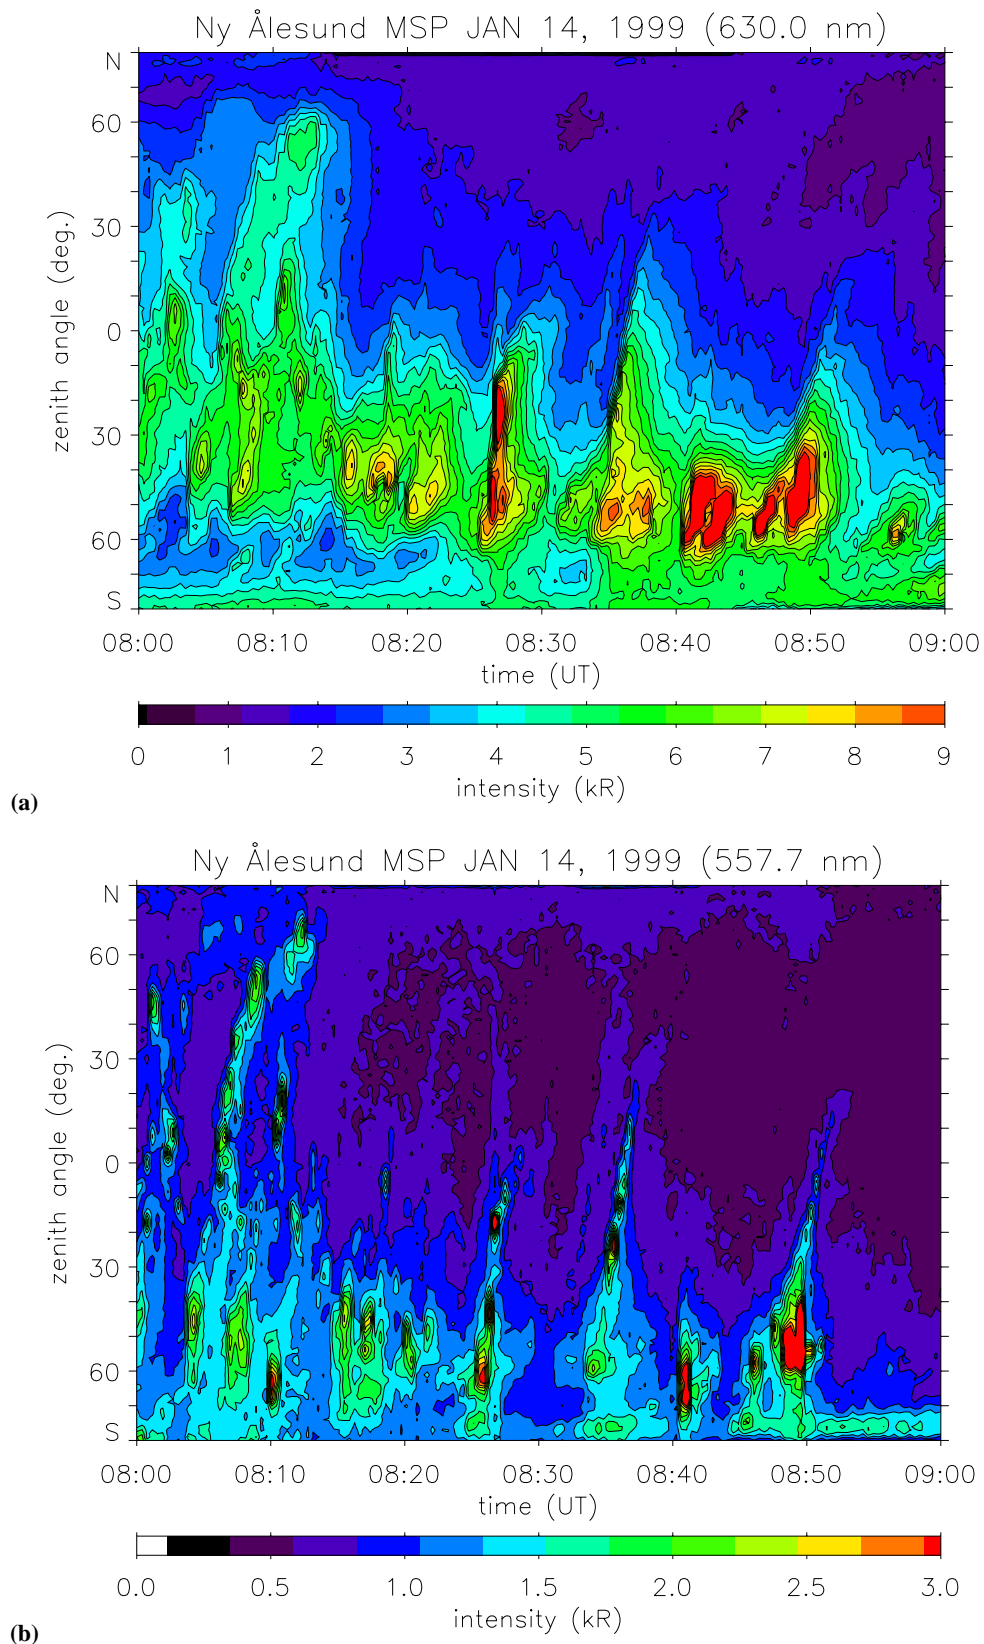 Ny Ålesund MSP JAN 14, 1999 (630.0 nm)
N
60
30
0
30
60
S
zenith angle (deg.)
08:00 08:10 08:20 08:30 08:40 08:50 09:00
time (UT)
0 1 2 3 4 5 6 7 8 9
intensity (kR)
(a)
Ny Ålesund MSP JAN 14, 1999 (557.7 nm)
N
60
30
0
30
60
S
zenith angle (deg.)
08:00 08:10 08:20 08:30 08:40 08:50 09:00
time (UT)
0.0 0.5 1.0 1.5 2.0 2.5 3.0
intensity (kR)
(b)